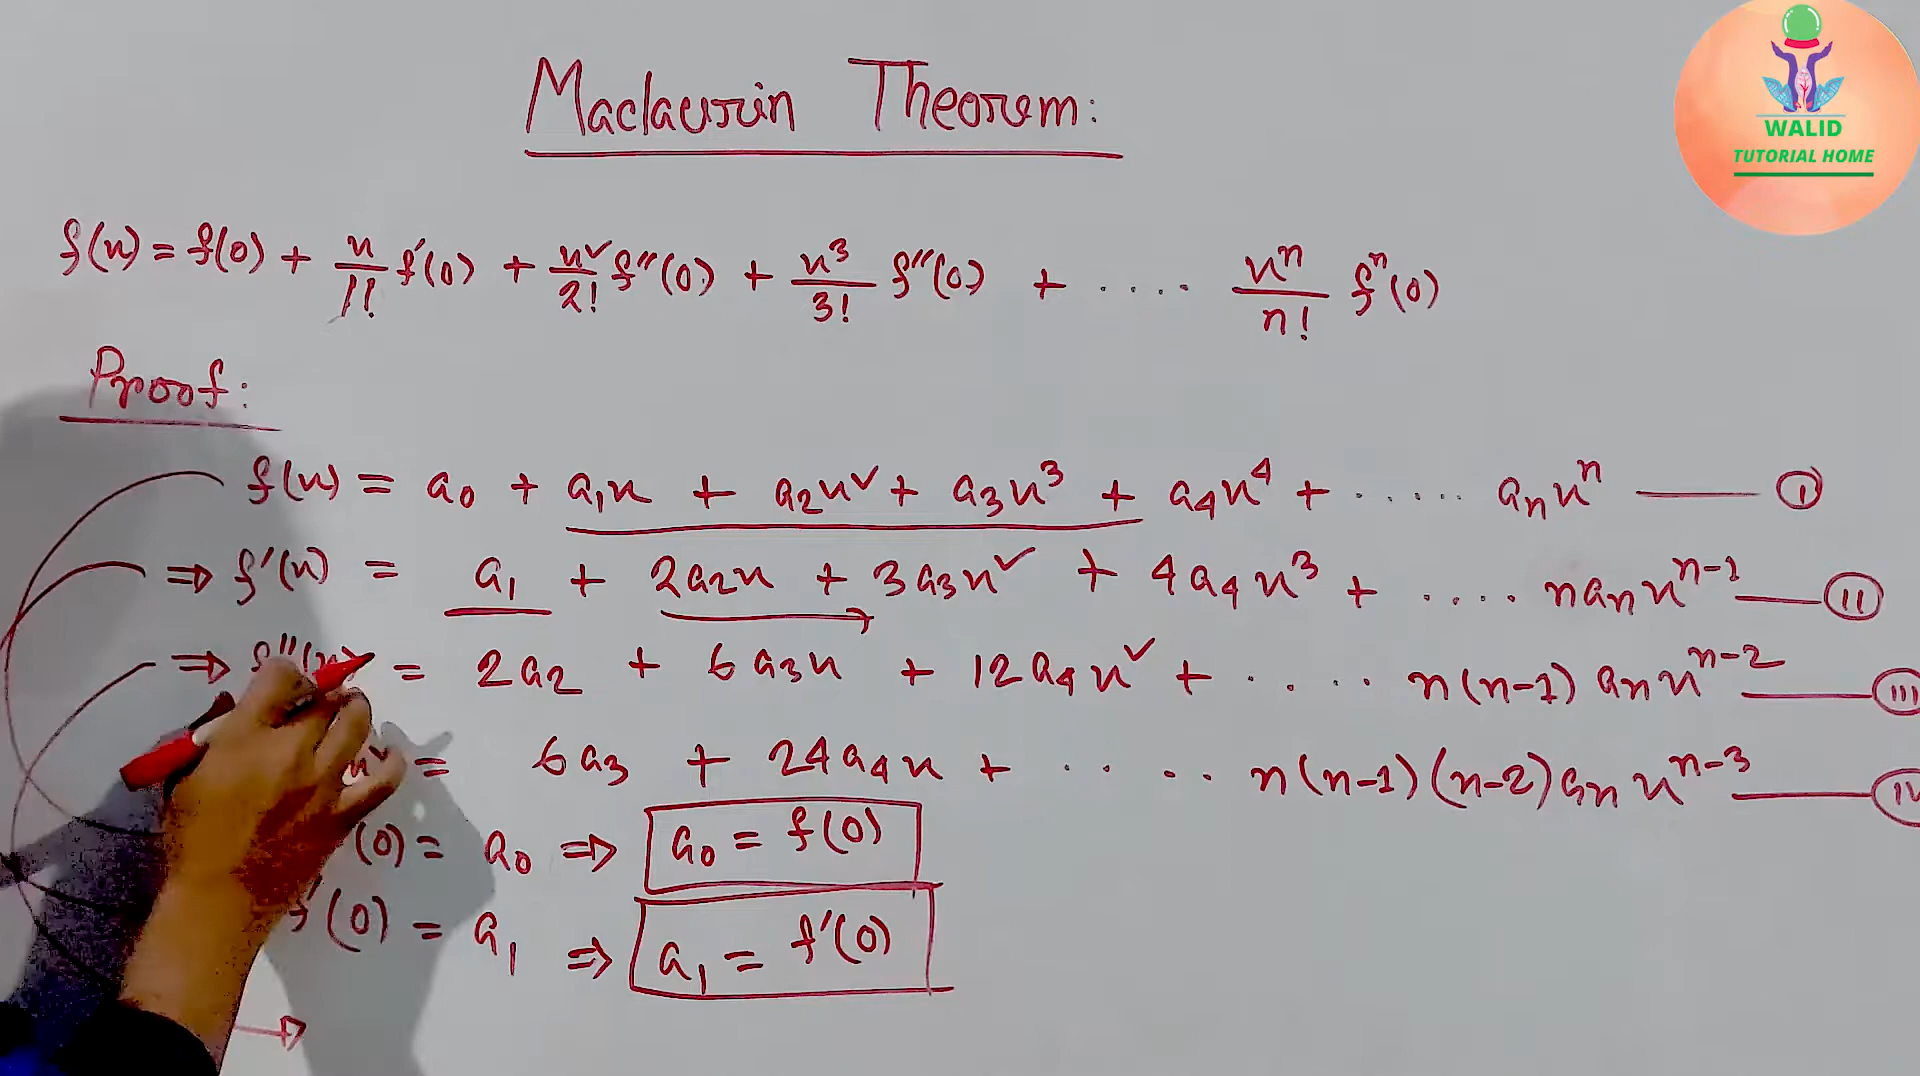 Maclaurin Theorem:
WALID
TUTORIAL HOME
f(x) = f(0) + x/1! f'(0) + x²/2! f''(0) + x³/3! f''(0) + ..... xⁿ/n! fⁿ(0)
Proof:
f(x) = a₀ + a₁x + a₂x² + a₃x³ + a₄x⁴ + ..... aₙxⁿ —— (I)
⇒ f'(x) = a₁ + 2a₂x + 3a₃x² + 4a₄x³ + .... naₙxⁿ⁻¹ —— (II)
⇒ f''(x) = 2a₂ + 6a₃x + 12a₄x² + .... n(n-1) aₙxⁿ⁻² —— (III)
= 6a₃ + 24a₄x + .... n(n-1)(n-2)aₙxⁿ⁻³ —— (IV)
(0) = a₀ ⇒ a₀ = f(0)
f'(0) = a₁ ⇒ a₁ = f'(0)